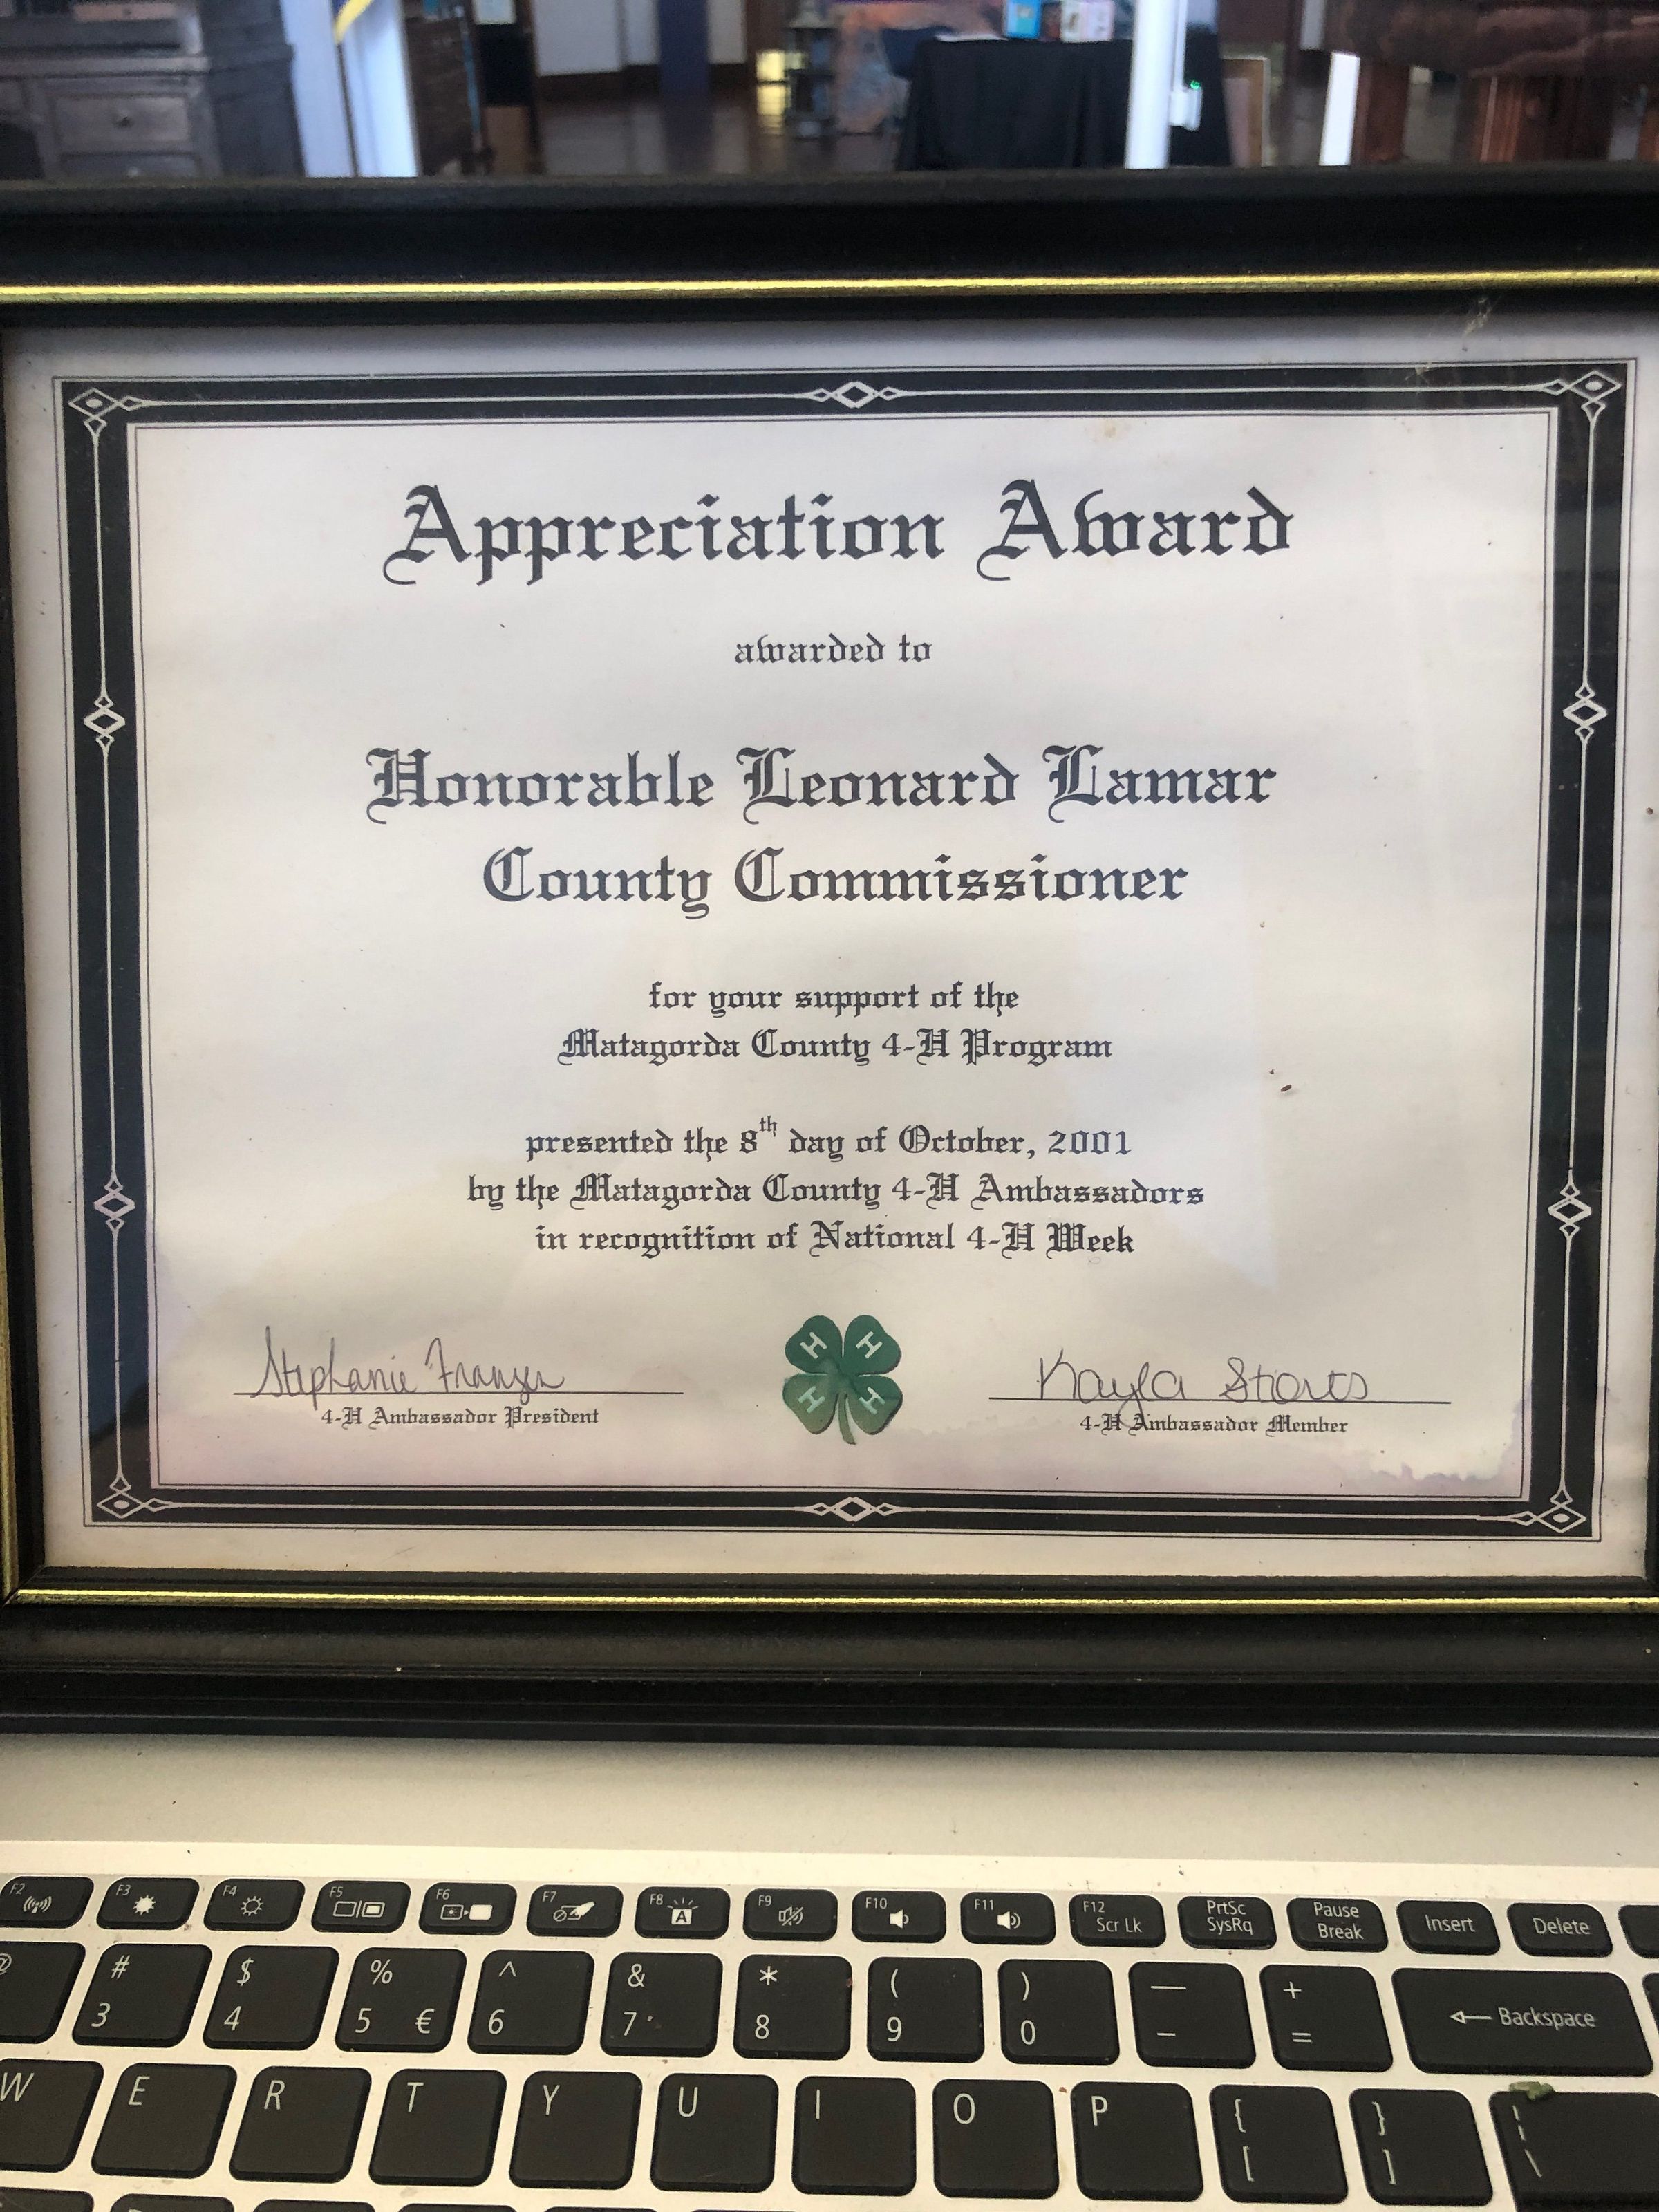 Appreciation Award
awarded to
Honorable Leonard Lamar
County Commissioner
for your support of the
Matagorda County 4-H Program
presented the 8th day of October, 2001
by the Matagorda County 4-H Ambassadors
in recognition of National 4-H Week
Stephanie Franzen
H H
H H
Kayla Storts
4-H Ambassador President
4-H Ambassador Member
F2 F3 F4 F5 F6 F7 F8 A F9 F10 F11 F12 Scr Lk PrtSc SysRq Pause Break Insert Delete
@ # 3 $ 4 % 5 € ^ 6 & 7 * 8 ( 9 ) 0 — - + = ← Backspace
W E R T Y U I O P { [ } ] | \